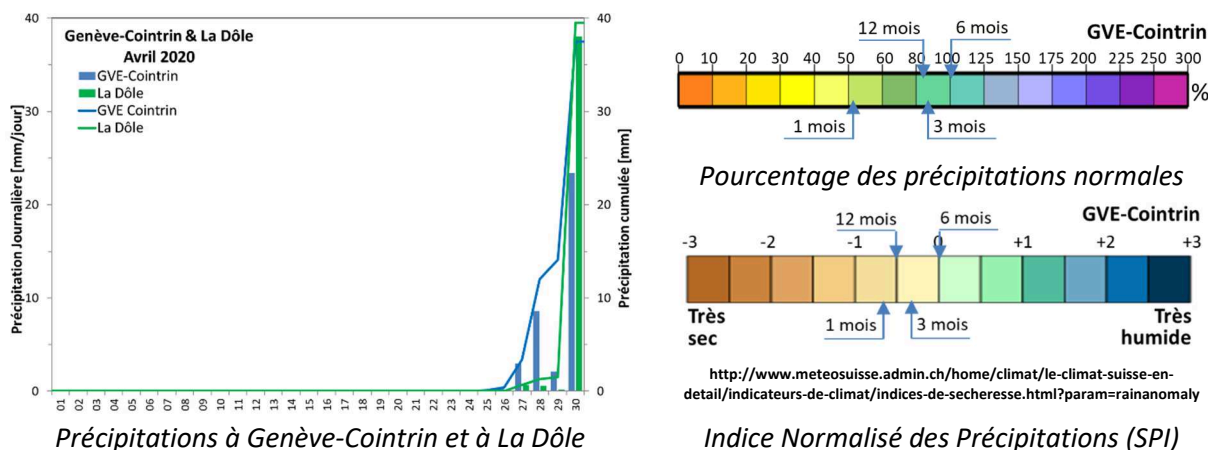 Genève-Cointrin & La Dôle
Avril 2020
GVE-Cointrin
La Dôle
GVE Cointrin
La Dôle
Précipitation Journalière [mm/jour]
40
30
20
10
0
Précipitation cumulée [mm]
40
30
20
10
0
01 02 03 04 05 06 07 08 09 10 11 12 13 14 15 16 17 18 19 20 21 22 23 24 25 26 27 28 29 30
Précipitations à Genève-Cointrin et à La Dôle
12 mois 6 mois GVE-Cointrin
0 10 20 30 40 50 60 80 100 125 150 175 200 225 250 300
%
1 mois 3 mois
Pourcentage des précipitations normales
GVE-Cointrin
12 mois 6 mois
-3 -2 -1 0 +1 +2 +3
Très sec
1 mois 3 mois
Très humide
http://www.meteosuisse.admin.ch/home/climat/le-climat-suisse-en-
detail/indicateurs-de-climat/indices-de-secheresse.html?param=rainanomaly
Indice Normalisé des Précipitations (SPI)